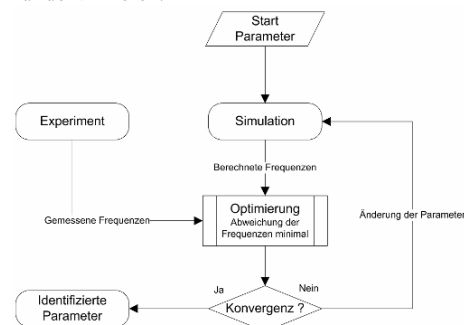 Start
Parameter
Experiment
Simulation
Berechnete Frequenzen
Optimierung
Abweichung der
Frequenzen minimal
Gemessene Frequenzen
Änderung der Parameter
Ja
Nein
Konvergenz ?
Identifizierte
Parameter